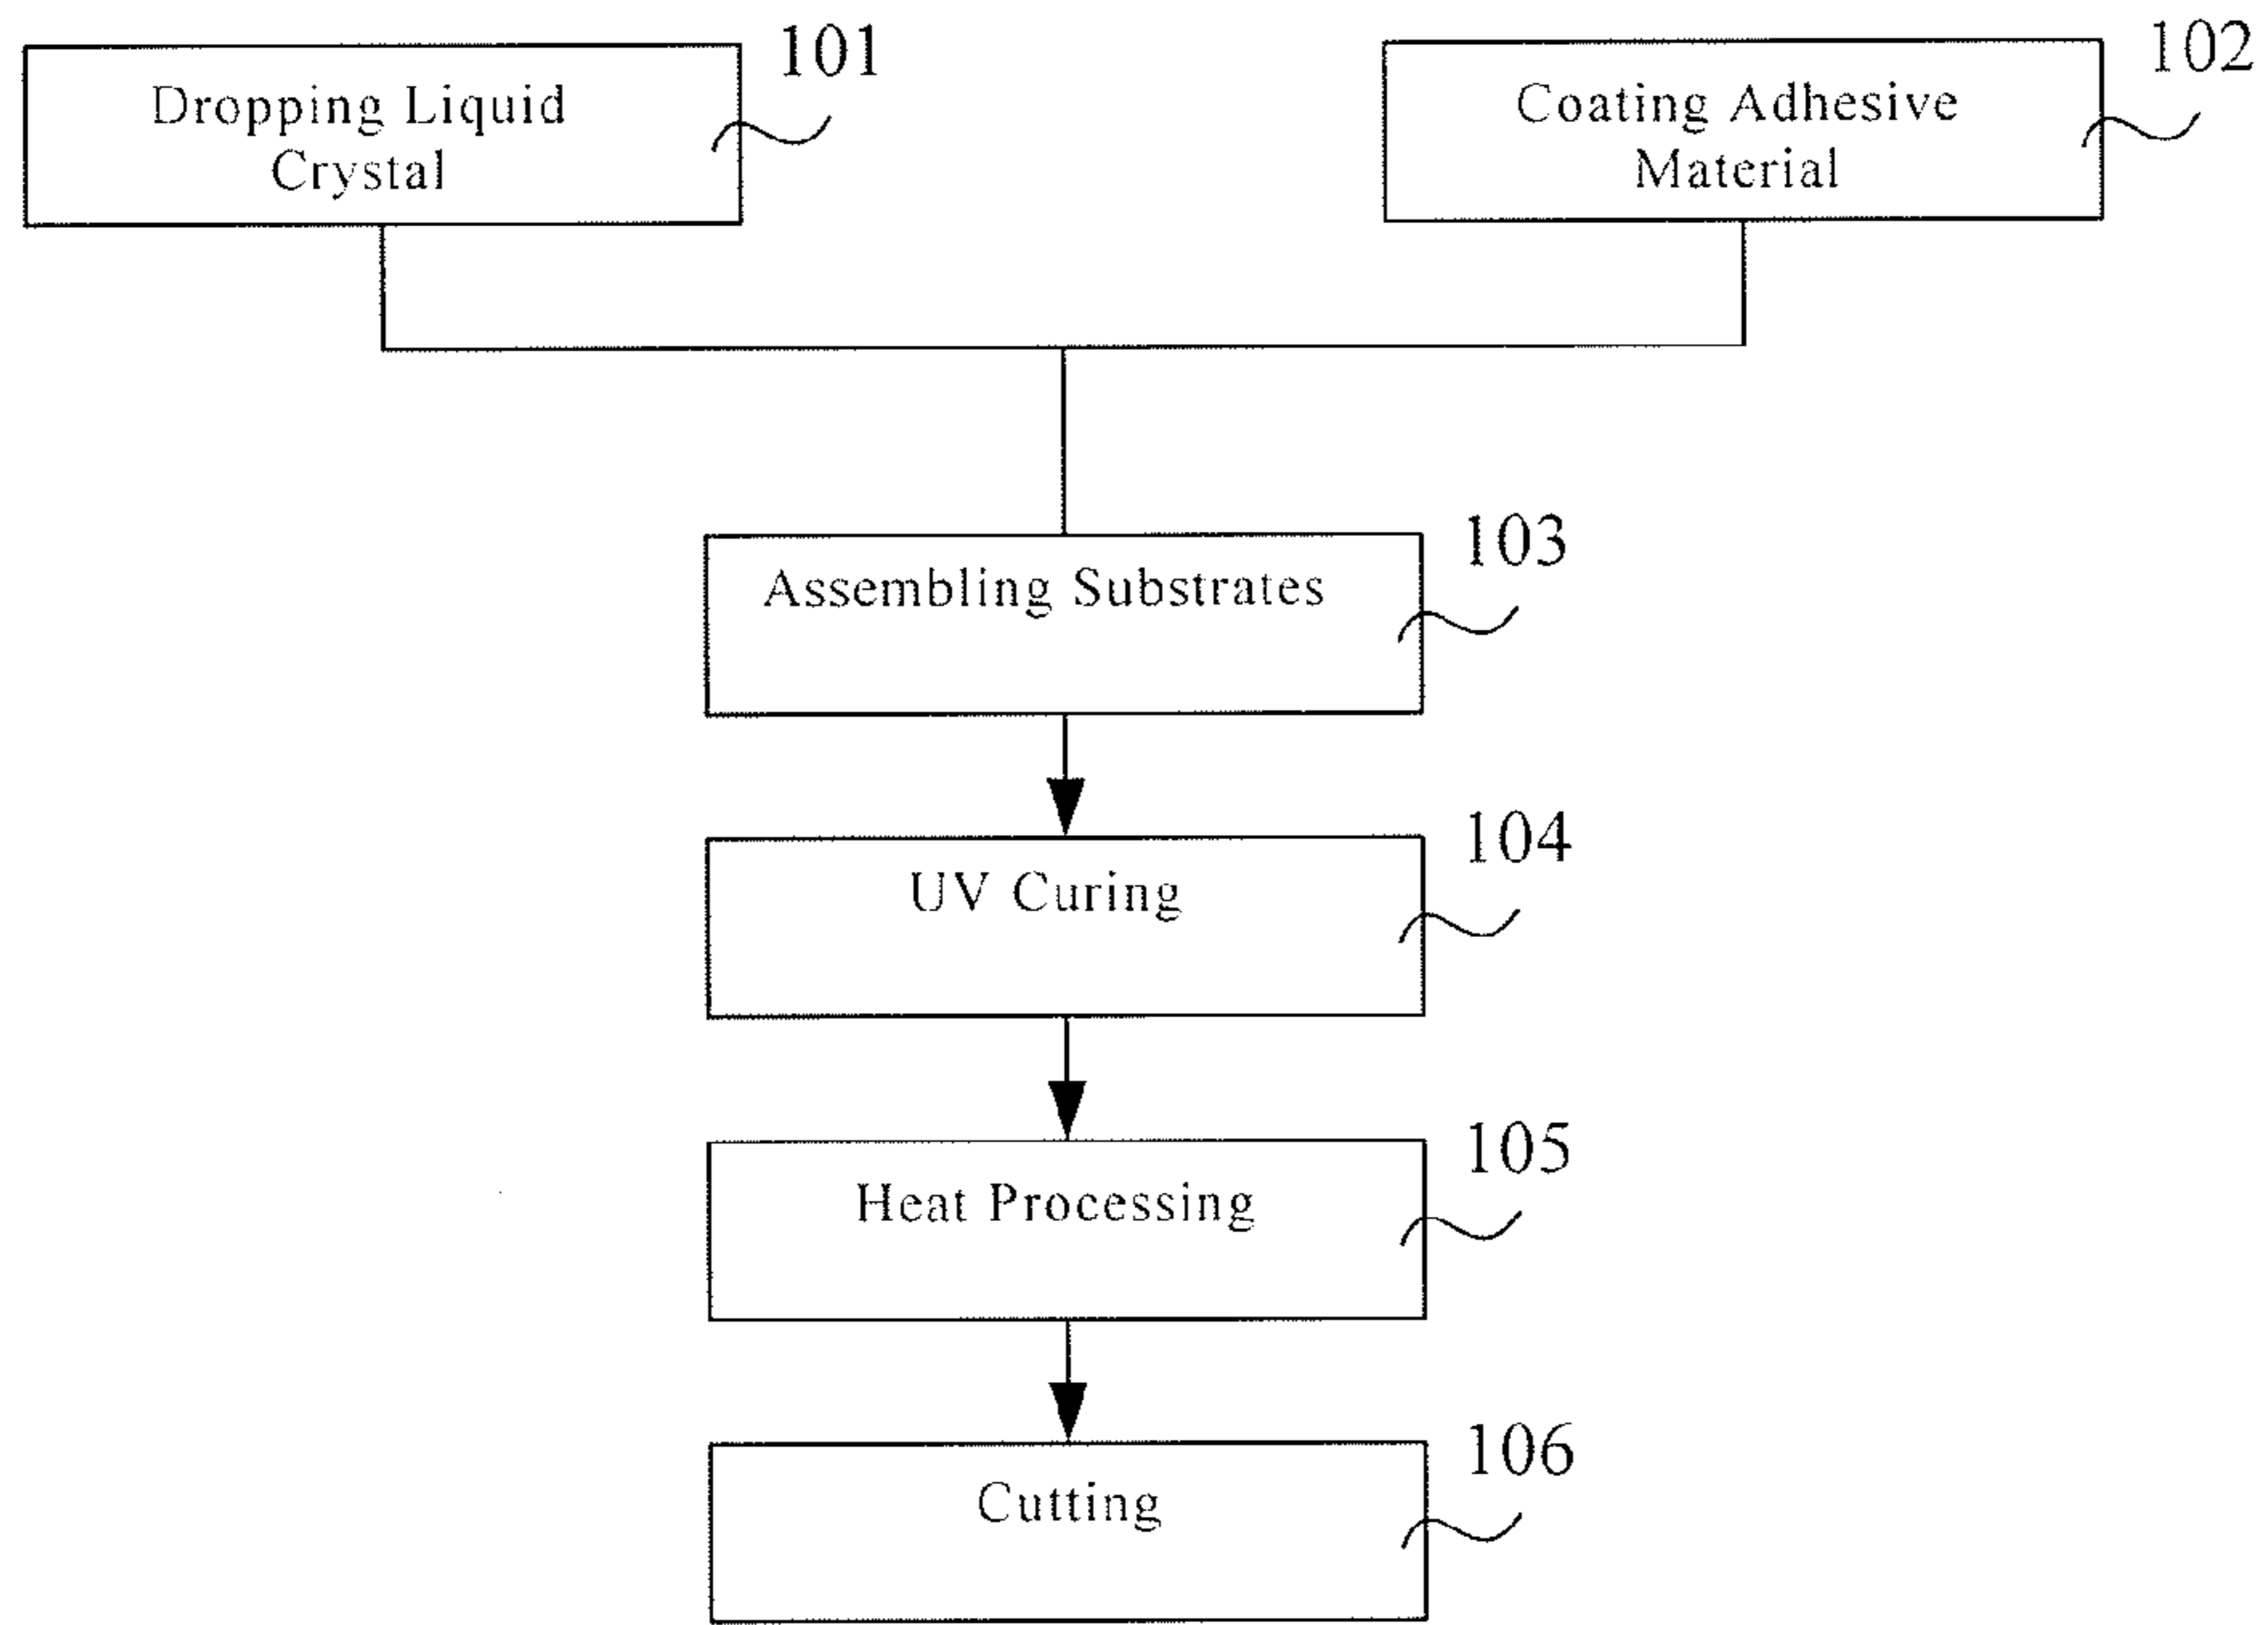 101
Dropping Liquid
Crystal
102
Coating Adhesive
Material
103
Assembling Substrates
104
UV Curing
105
Heat Processing
106
Cutting